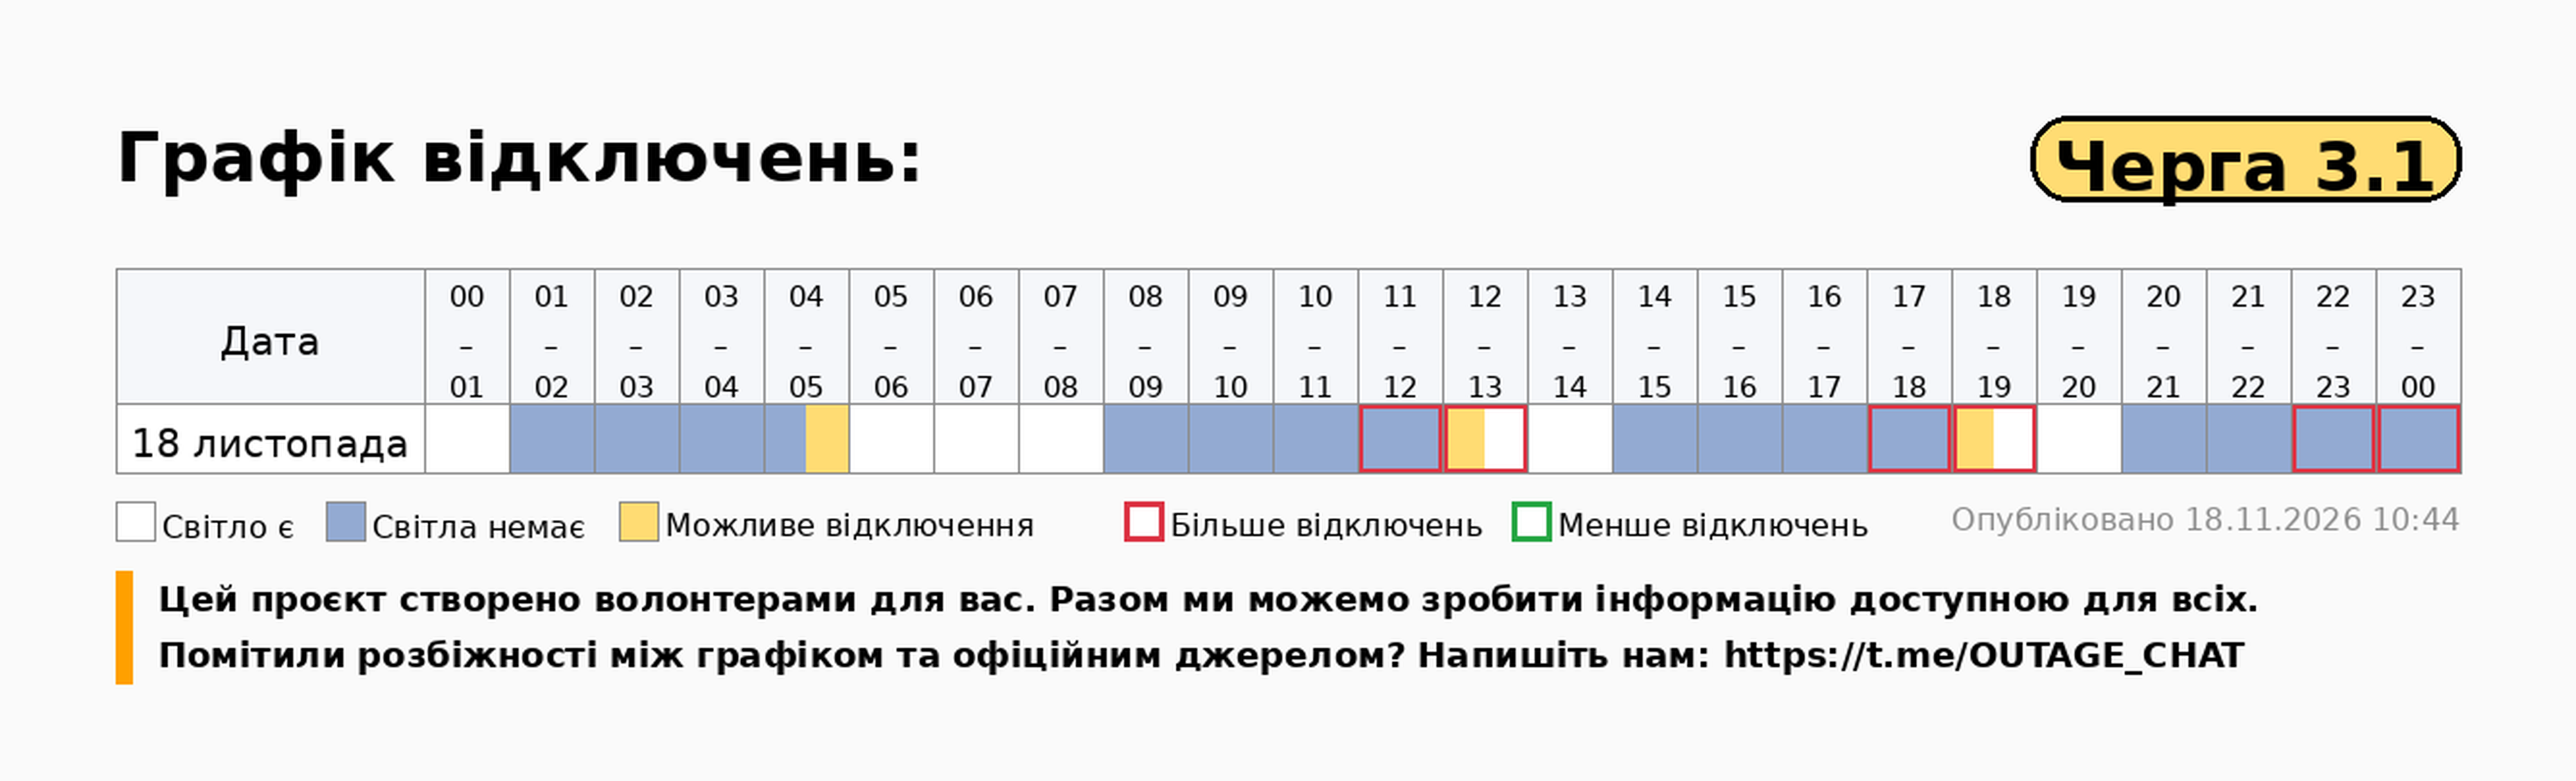 Графік відключень:
Черга 3.1
Дата
00 – 01
01 – 02
02 – 03
03 – 04
04 – 05
05 – 06
06 – 07
07 – 08
08 – 09
09 – 10
10 – 11
11 – 12
12 – 13
13 – 14
14 – 15
15 – 16
16 – 17
17 – 18
18 – 19
19 – 20
20 – 21
21 – 22
22 – 23
23 – 00
18 листопада
Світло є
Світла немає
Можливе відключення
Більше відключень
Менше відключень
Опубліковано 18.11.2026 10:44
Цей проєкт створено волонтерами для вас. Разом ми можемо зробити інформацію доступною для всіх.
Помітили розбіжності між графіком та офіційним джерелом? Напишіть нам: https://t.me/OUTAGE_CHAT